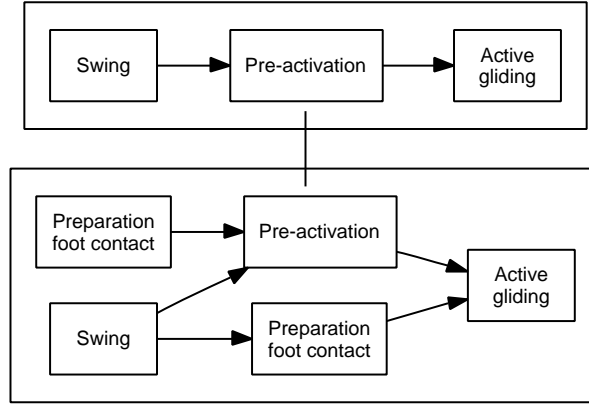 Swing
Pre-activation
Active
gliding
Preparation
foot contact
Pre-activation
Active
gliding
Swing
Preparation
foot contact